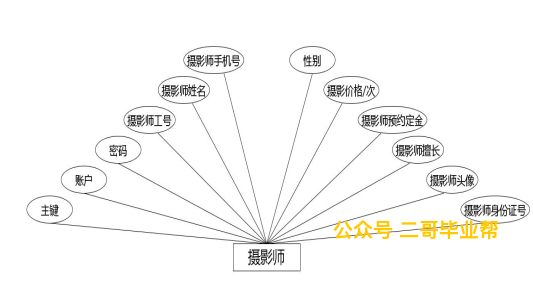 摄影师手机号
性别
摄影师姓名
摄影价格/次
摄影师工号
摄影师预约定金
密码
摄影师擅长
账户
摄影师头像
主键
摄影师身份证号
公众号 二哥毕业帮
摄影师